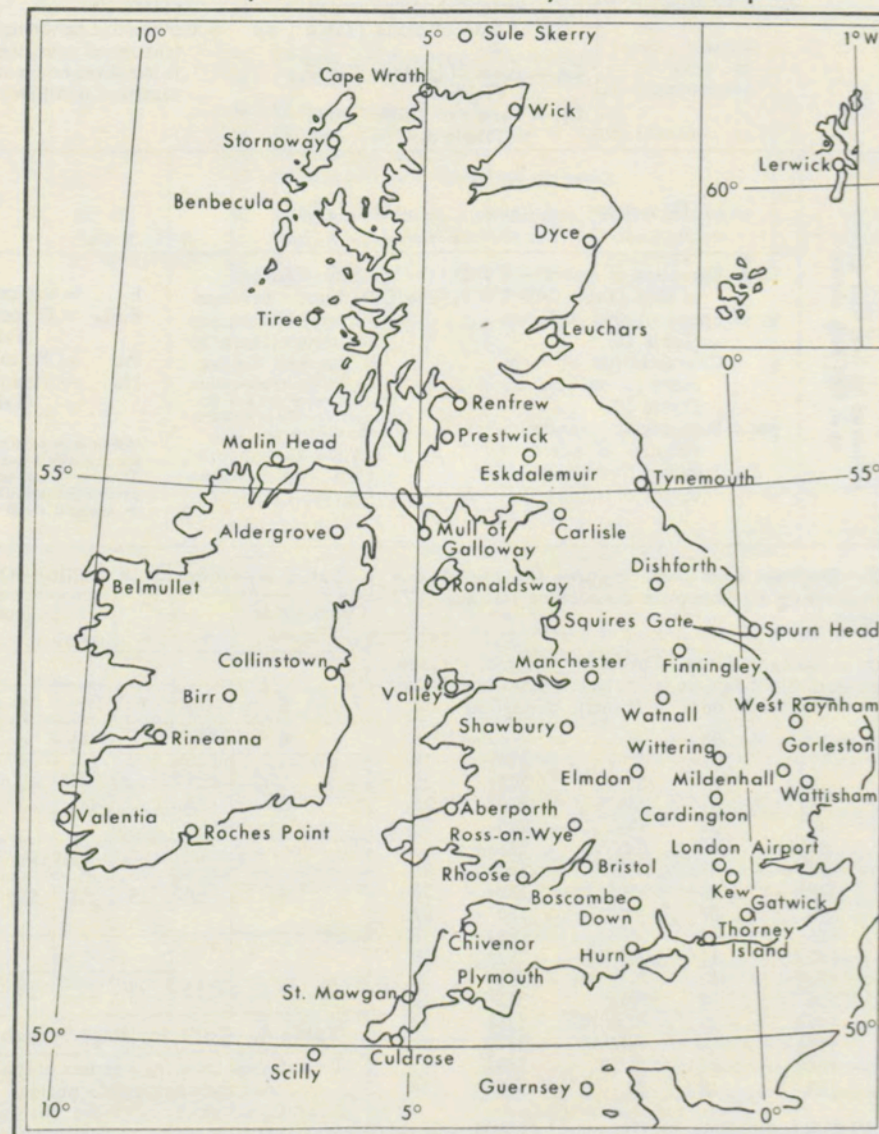 10°
5°
Sule Skerry
1° W
Cape Wrath
Wick
Stornoway
Lerwick
60°
Benbecula
Dyce
Tiree
Leuchars
0°
Renfrew
Malin Head
Prestwick
Eskdalemuir
55°
Tynemouth
55°
Aldergrove
Mull of
Galloway
Carlisle
Belmullet
Ronaldsway
Dishforth
Squires Gate
Spurn Head
Collinstown
Manchester
Finningley
Birr
Valley
Watnall
West Raynham
Rineanna
Shawbury
Wittering
Gorleston
Elmdon
Mildenhall
Wattisham
Valentia
Aberporth
Cardington
Roches Point
Ross-on-Wye
London Airport
Rhoose
Bristol
Kew
Boscombe
Down
Gatwick
Chivenor
Hurn
Thorney
Island
St. Mawgan
Plymouth
50°
50°
Scilly
Culdrose
Guernsey
10°
5°
0°